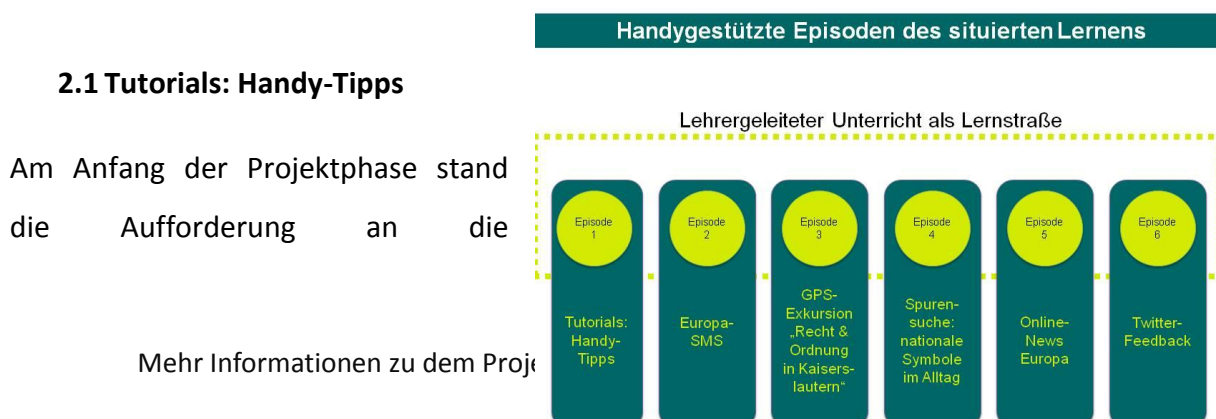 2.1 Tutorials: Handy-Tipps
Am Anfang der Projektphase stand
die Aufforderung an die
Mehr Informationen zu dem
Handygestützte Episoden des situierten Lernens
Lehrergeleiteter Unterricht als Lernstraße
Episode
1
Tutorials:
Handy-
Tipps
Episode
2
Europa-
SMS
Episode
3
GPS-
Exkursion
„Recht &
Ordnung
in Kaisers-
lautern“
Episode
4
Spuren-
suche:
nationale
Symbole
im Alltag
Episode
5
Online-
News
Europa
Episode
6
Twitter-
Feedback